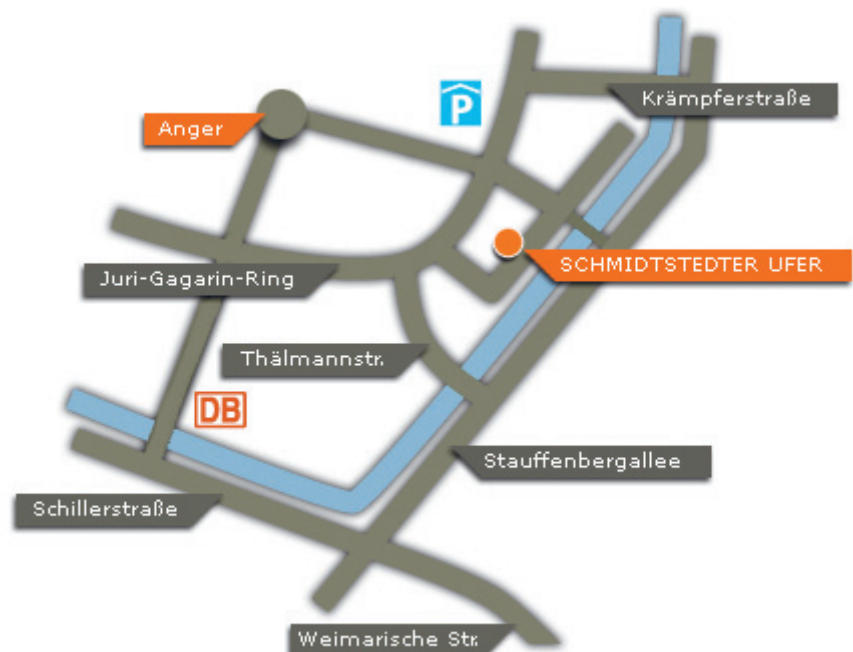 P
Krämpferstraße
Anger
SCHMIDTSTEDTER UFER
Juri-Gagarin-Ring
Thälmannstr.
DB
Stauffenbergallee
Schillerstraße
Weimarische Str.